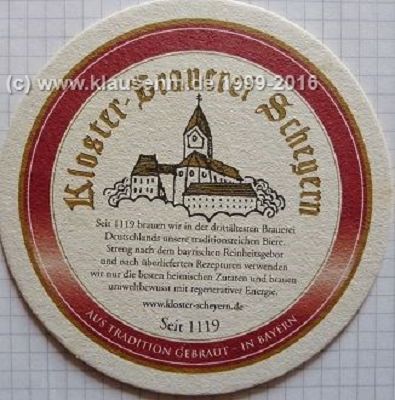 (c) www.klausehm.de 1999-2016
Kloster-Brauerei Scheyern
Seit 1119 brauen wir in der drittältesten Brauerei
Deutschlands unsere traditionsreichen Biere.
Streng nach dem bayrischen Reinheitsgebot
und nach überlieferten Rezepturen verwenden
wir nur die besten heimischen Zutaten und brauen
umweltbewusst mit regenerativer Energie.
www.kloster-scheyern.de
Seit 1119
AUS TRADITION GEBRAUT - IN BAYERN